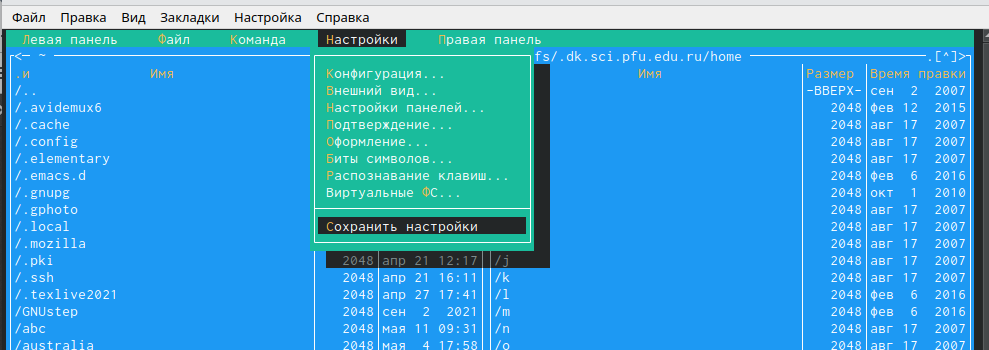 Файл Правка Вид Закладки Настройка Справка
Левая панель Файл Команда Настройки Правая панель
<— ~ fs/.dk.sci.pfu.edu.ru/home .[^]>
.и Имя Конфигурация... Имя Размер Время правки
/.. Внешний вид... -ВВЕРХ- сен 2 2007
/.avidemux6 Настройки панелей... 2048 фев 12 2015
/.cache Подтверждение... 2048 авг 17 2007
/.config Оформление... 2048 авг 17 2007
/.elementary Биты символов... 2048 авг 17 2007
/.emacs.d Распознавание клавиш... 2048 фев 6 2016
/.gnupg Виртуальные ФС... 2048 окт 1 2010
/.gphoto 2048 авг 17 2007
/.local Сохранить настройки 2048 авг 17 2007
/.mozilla 2048 авг 17 2007
/.pki 2048 апр 21 12:17 /j 2048 авг 17 2007
/.ssh 2048 апр 21 16:11 /k 2048 авг 17 2007
/.texlive2021 2048 апр 27 17:41 /l 2048 фев 6 2016
/GNUstep 2048 сен 2 2021 /m 2048 фев 6 2016
/abc 2048 мая 11 09:31 /n 2048 авг 17 2007
/australia 2048 мая 4 17:58 /o 2048 авг 17 2007